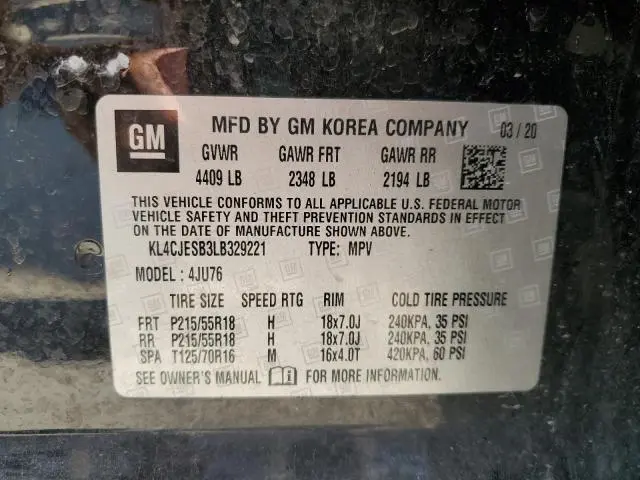 GM MFD BY GM KOREA COMPANY 03/20
GVWR GAWR FRT GAWR RR
4409 LB 2348 LB 2194 LB
THIS VEHICLE CONFORMS TO ALL APPLICABLE U.S. FEDERAL MOTOR
VEHICLE SAFETY AND THEFT PREVENTION STANDARDS IN EFFECT
ON THE DATE OF MANUFACTURE SHOWN ABOVE.
KL4CJESB3LB329221 TYPE: MPV
MODEL : 4JU76
TIRE SIZE SPEED RTG RIM COLD TIRE PRESSURE
FRT P215/55R18 H 18x7.0J 240KPA, 35 PSI
RR P215/55R18 H 18x7.0J 240KPA, 35 PSI
SPA T125/70R16 M 16x4.0T 420KPA, 60 PSI
SEE OWNER'S MANUAL FOR MORE INFORMATION.